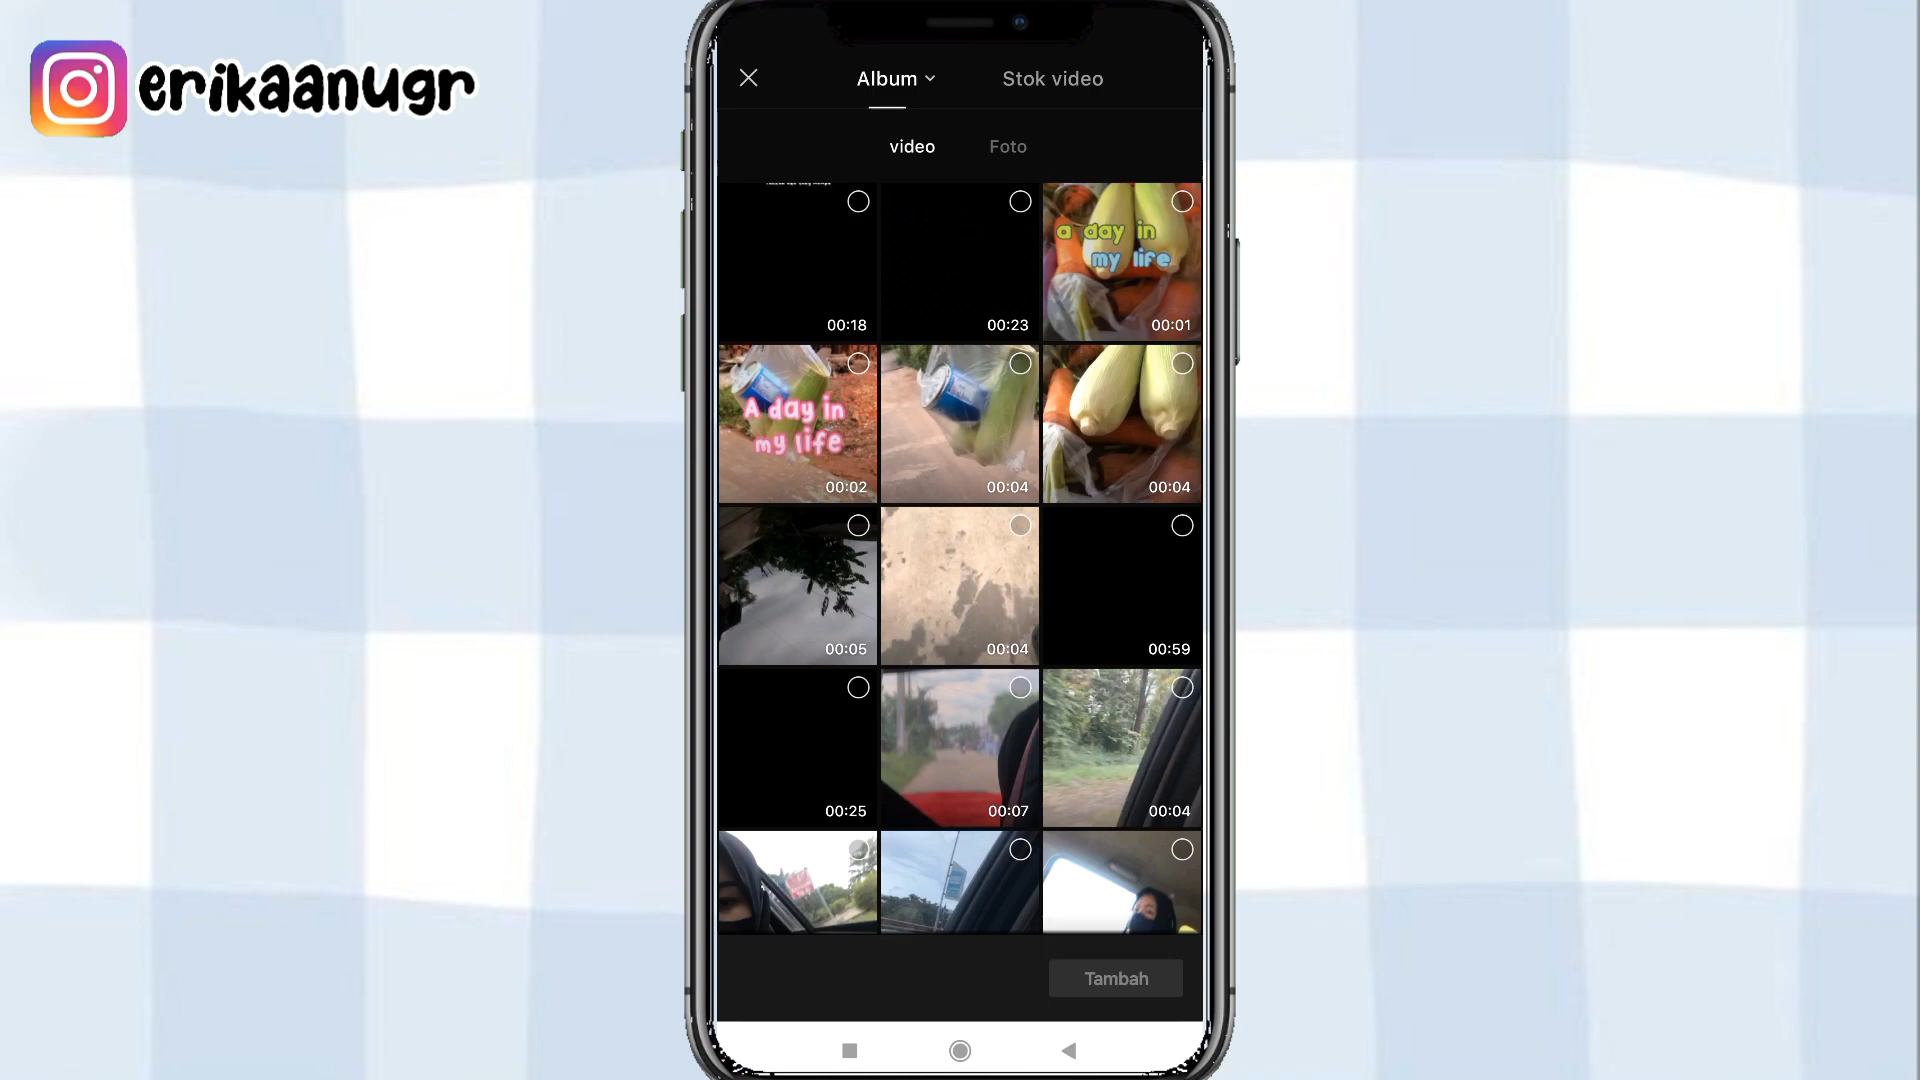 erikaanugr
Album
Stok video
video
Foto
00:18
00:23
a day in
my life
00:01
A day in
my life
00:02
00:04
00:04
00:05
00:04
00:59
00:25
00:07
00:04
Tambah